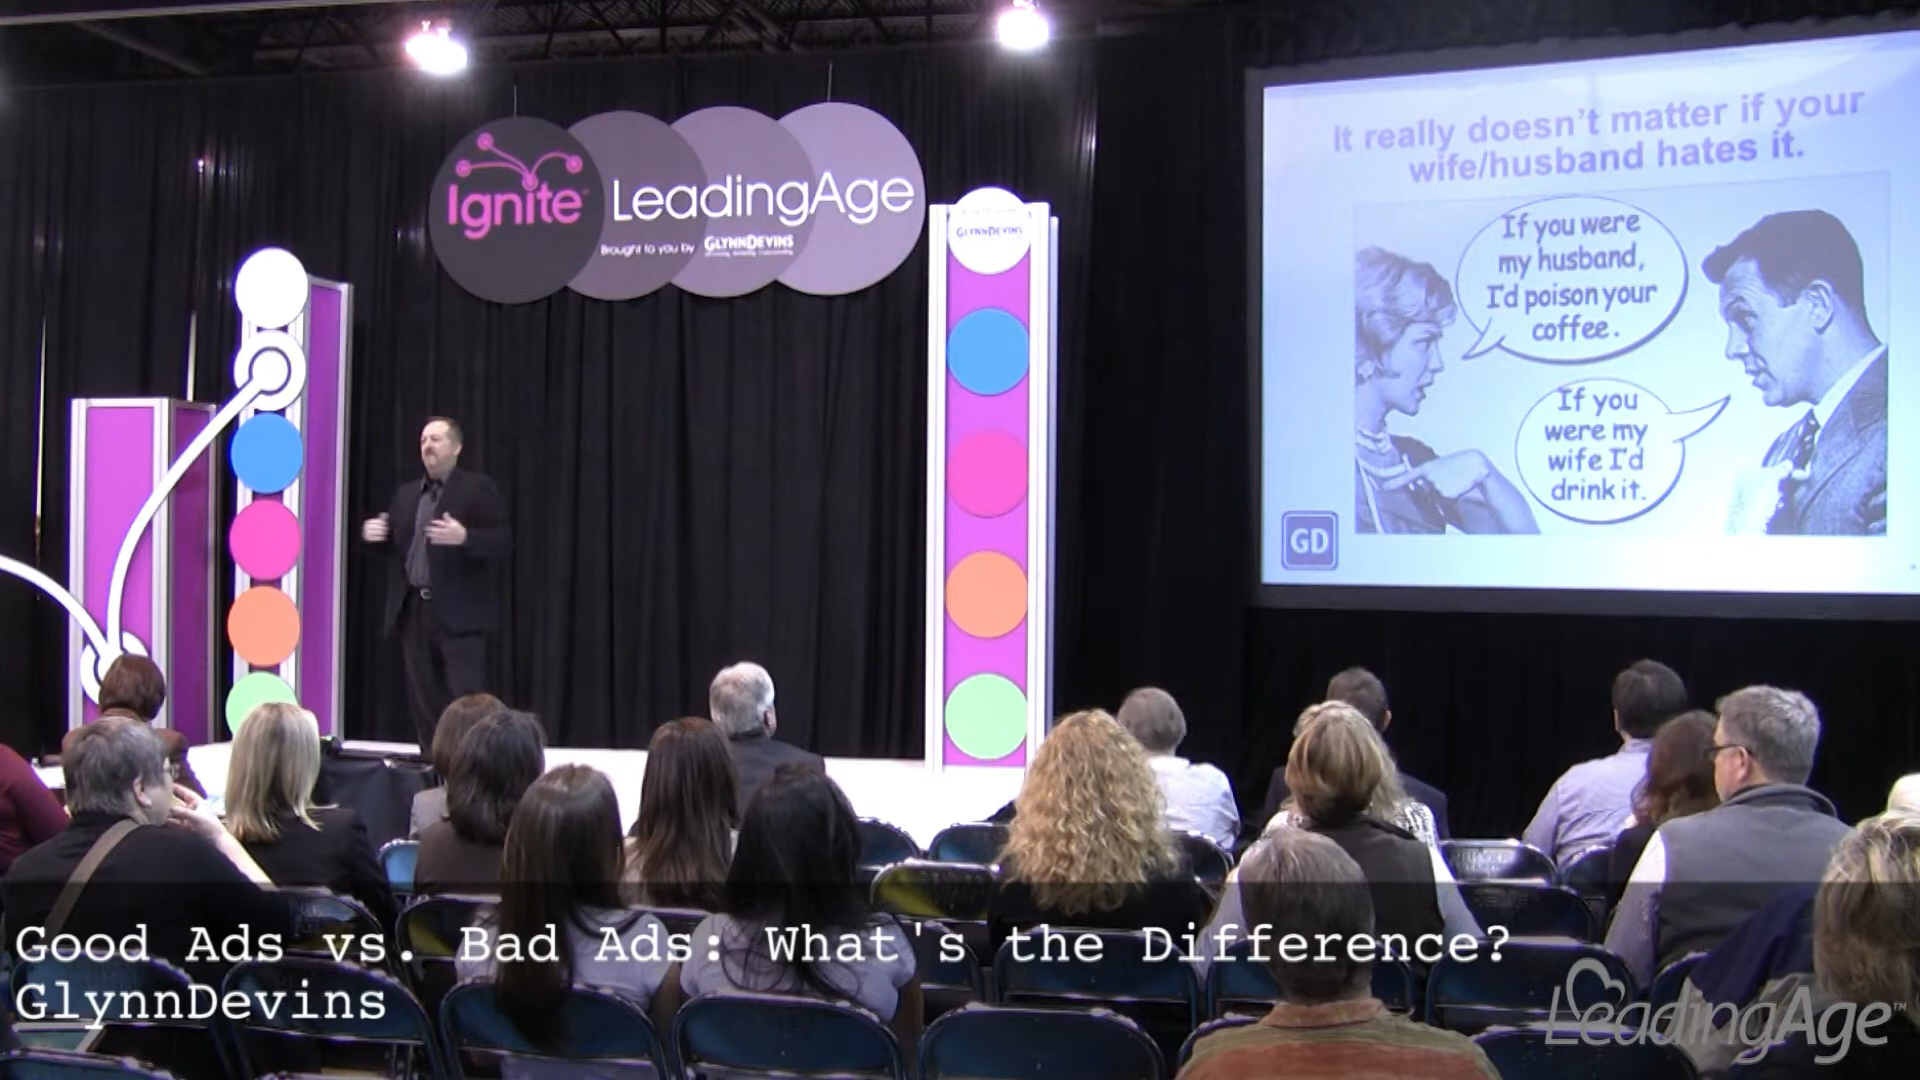 Ignite
LeadingAge
Brought to you by GLYNNDEVINS
GLYNNDEVINS
It really doesn't matter if your
wife/husband hates it.
If you were
my husband,
I'd poison your
coffee.
If you
were my
wife I'd
drink it.
GD
Good Ads vs. Bad Ads: What's the Difference?
GlynnDevins
LeadingAge™